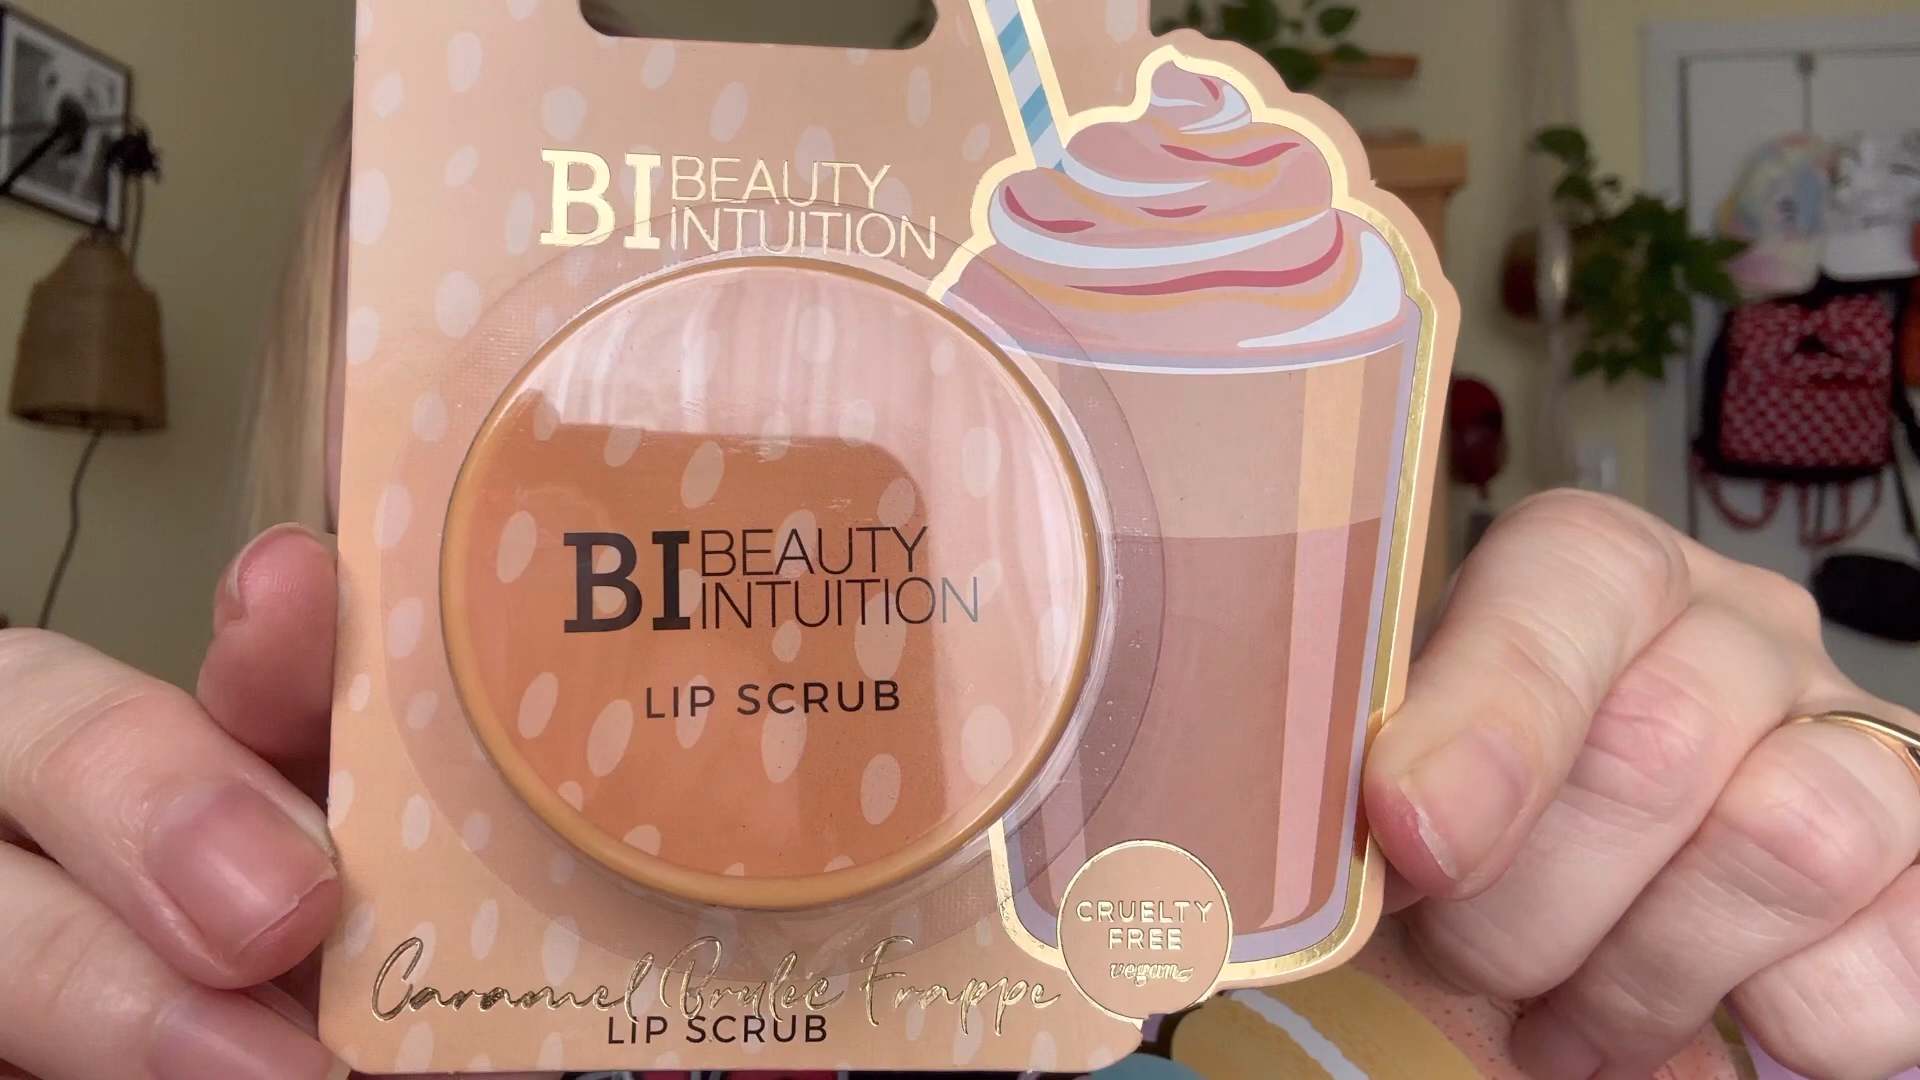 BI BEAUTY
INTUITION
BI BEAUTY
INTUITION
LIP SCRUB
CRUELTY
FREE
vegan
Caramel Brulée Frappe
LIP SCRUB